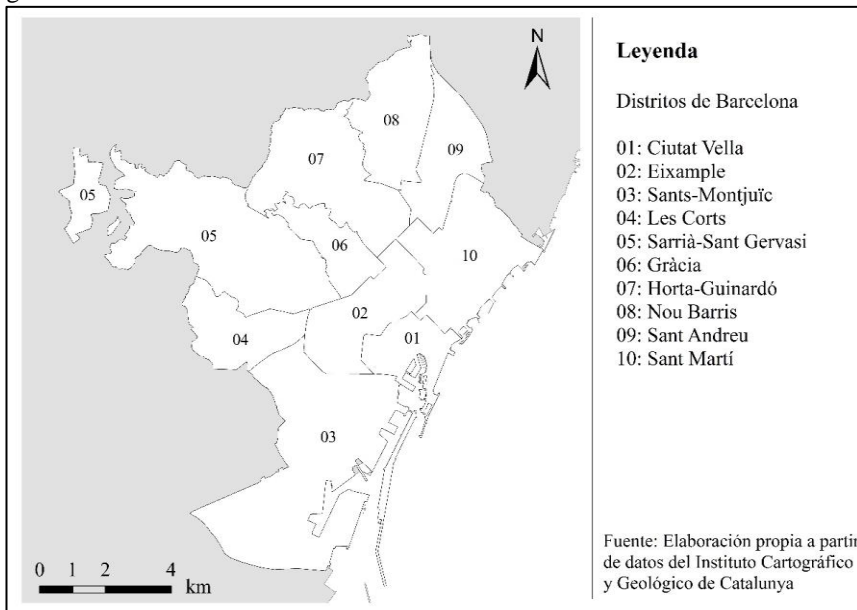 N
08
07
09
05
05
06
10
02
01
04
03
0 1 2 4
km
Leyenda
Distritos de Barcelona
01: Ciutat Vella
02: Eixample
03: Sants-Montjuïc
04: Les Corts
05: Sarrià-Sant Gervasi
06: Gràcia
07: Horta-Guinardó
08: Nou Barris
09: Sant Andreu
10: Sant Martí
Fuente: Elaboración propia a partir
de datos del Instituto Cartográfico
y Geológico de Catalunya